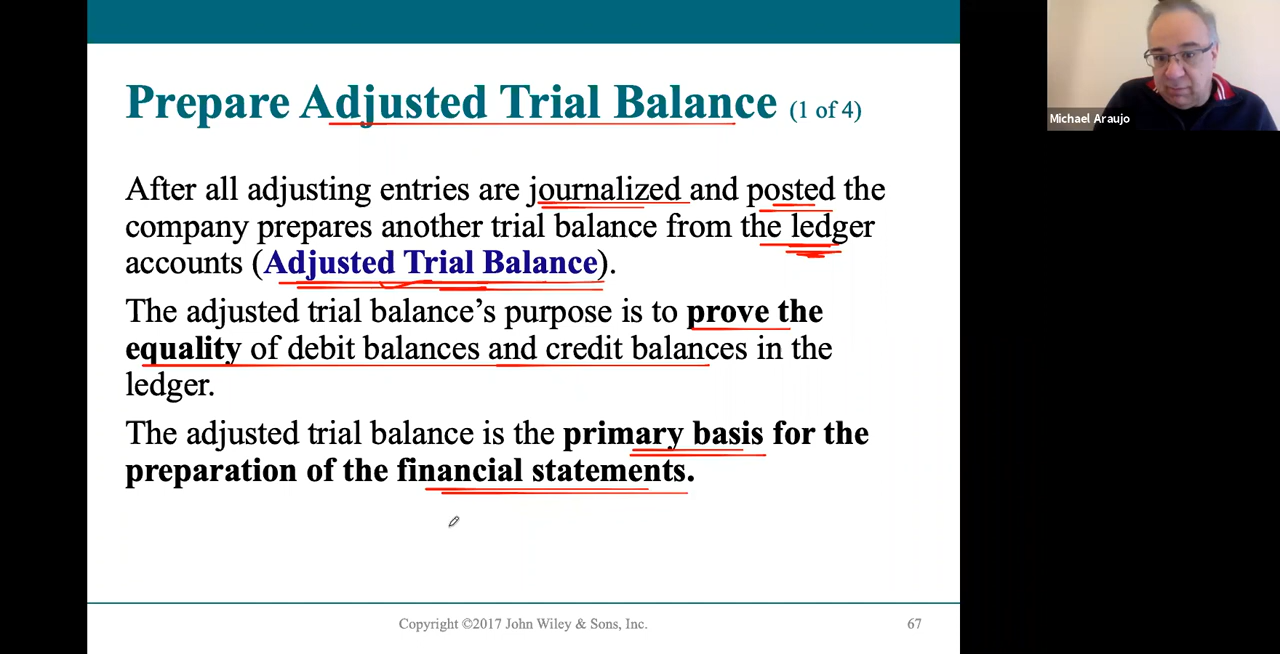 Prepare Adjusted Trial Balance (1 of 4)
Michael Araujo
After all adjusting entries are journalized and posted the
company prepares another trial balance from the ledger
accounts (Adjusted Trial Balance).
The adjusted trial balance’s purpose is to prove the
equality of debit balances and credit balances in the
ledger.
The adjusted trial balance is the primary basis for the
preparation of the financial statements.
Copyright ©2017 John Wiley & Sons, Inc.
67